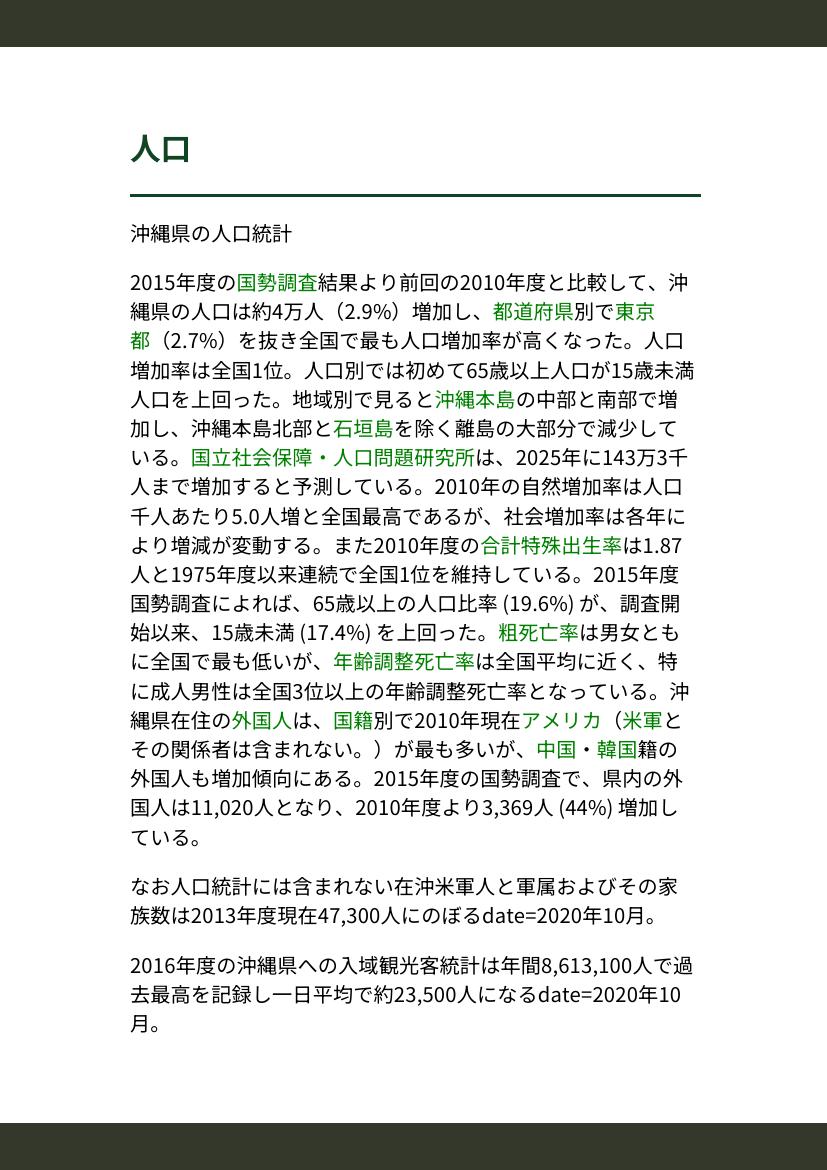 人口
沖縄県の人口統計
2015年度の国勢調査結果より前回の2010年度と比較して、沖
縄県の人口は約4万人（2.9%）増加し、都道府県別で東京
都（2.7%）を抜き全国で最も人口増加率が高くなった。人口
増加率は全国1位。人口別では初めて65歳以上人口が15歳未満
人口を上回った。地域別で見ると沖縄本島の中部と南部で増
加し、沖縄本島北部と石垣島を除く離島の大部分で減少して
いる。国立社会保障・人口問題研究所は、2025年に143万3千
人まで増加すると予測している。2010年の自然増加率は人口
千人あたり5.0人増と全国最高であるが、社会増加率は各年に
より増減が変動する。また2010年度の合計特殊出生率は1.87
人と1975年度以来連続で全国1位を維持している。2015年度
国勢調査によれば、65歳以上の人口比率 (19.6%) が、調査開
始以来、15歳未満 (17.4%) を上回った。粗死亡率は男女とも
に全国で最も低いが、年齢調整死亡率は全国平均に近く、特
に成人男性は全国3位以上の年齢調整死亡率となっている。沖
縄県在住の外国人は、国籍別で2010年現在アメリカ（米軍と
その関係者は含まれない。）が最も多いが、中国・韓国籍の
外国人も増加傾向にある。2015年度の国勢調査で、県内の外
国人は11,020人となり、2010年度より3,369人 (44%) 増加し
ている。
なお人口統計には含まれない在沖米軍人と軍属およびその家
族数は2013年度現在47,300人にのぼるdate=2020年10月。
2016年度の沖縄県への入域観光客統計は年間8,613,100人で過
去最高を記録し一日平均で約23,500人になるdate=2020年10
月。